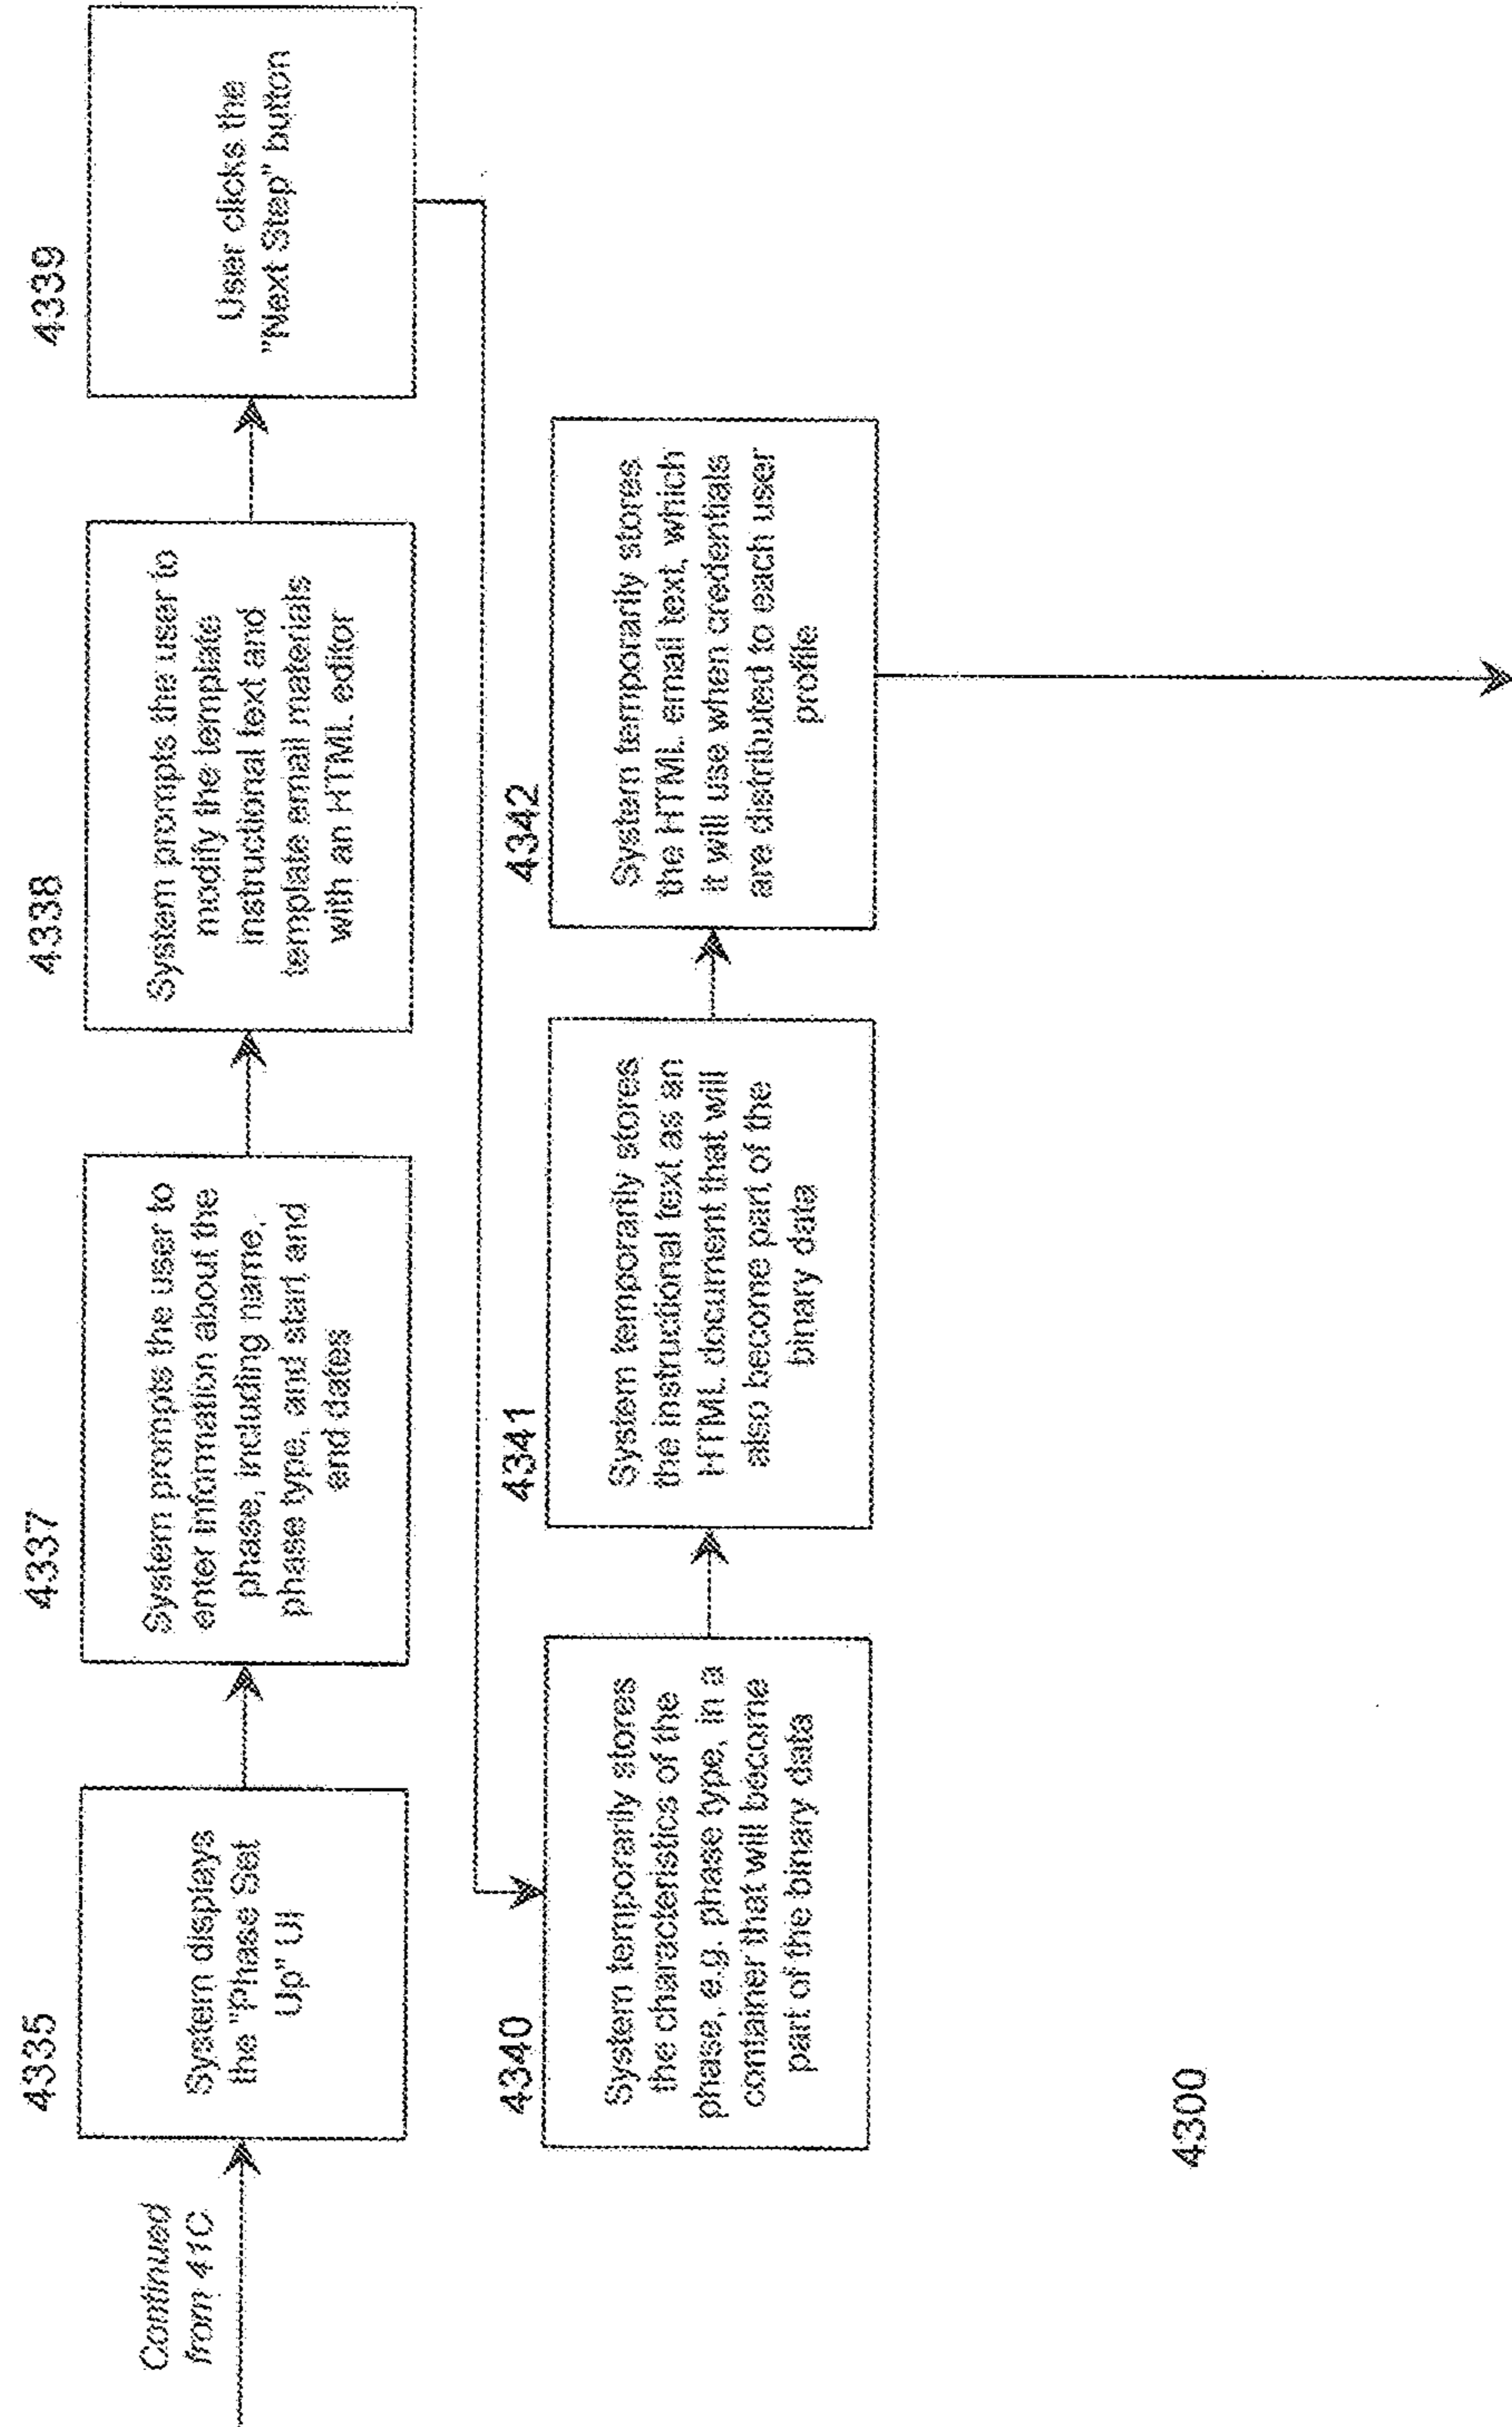 Continued
from 41C
4335
System displays
the "Phase Set
Up" UI
4337
System prompts the user to
enter information about the
phase, including name,
phase type, and start and
end dates
4338
System prompts the user to
modify the template
instructional text and
template email materials
with an HTML editor
4339
User clicks the
"Next Step" button
4340
System temporarily stores
the characteristics of the
phase, e.g. phase type, in a
container that will become
part of the binary data
4341
System temporarily stores
the instructional text as an
HTML document that will
also become part of the
binary data
4342
System temporarily stores
the HTML email text, which
it will use when credentials
are distributed to each user
profile
4300